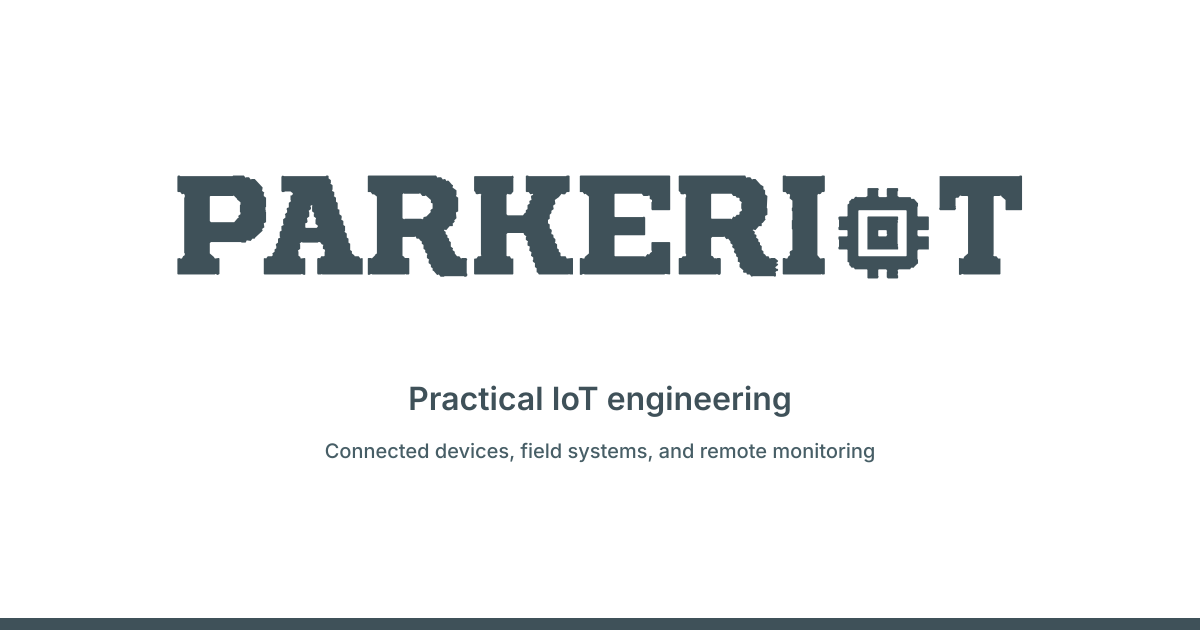 PARKERIOT
Practical IoT engineering
Connected devices, field systems, and remote monitoring